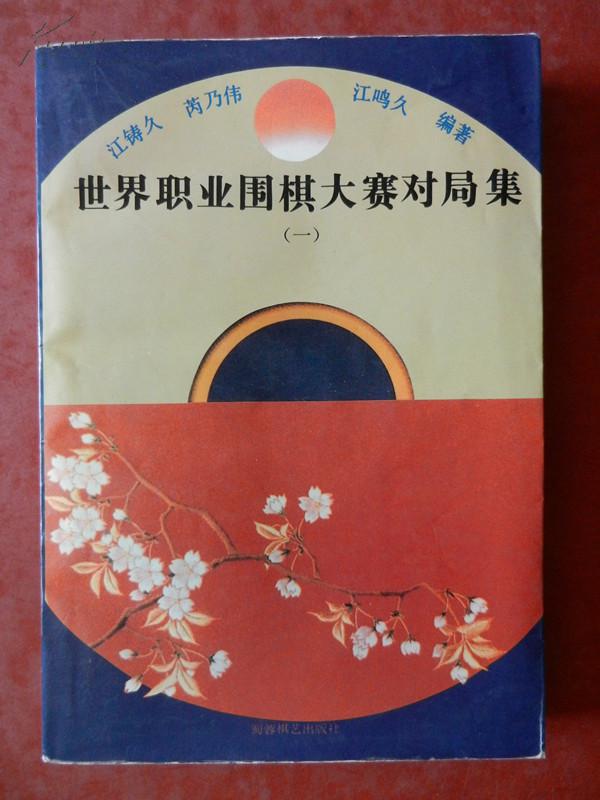 江铸久 芮乃伟 江鸣久 编著
世界职业围棋大赛对局集
(一)
蜀蓉棋艺出版社